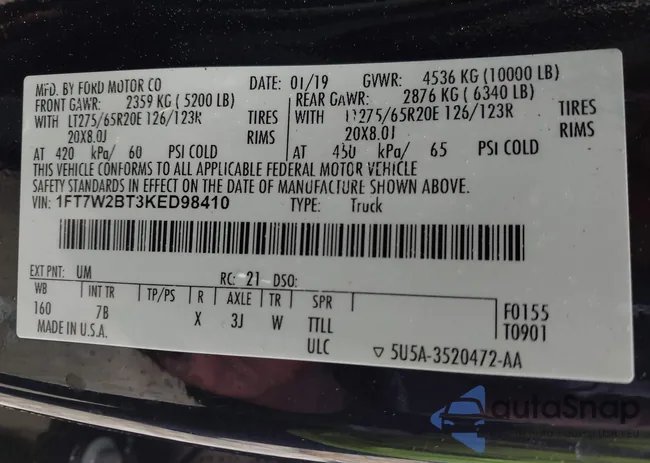 MFD. BY FORD MOTOR CO DATE: 01/19 GVWR: 4536 KG (10000 LB)
FRONT GAWR: 2359 KG (5200 LB) REAR GAWR: 2876 KG (6340 LB)
WITH LT275/65R20E 126/123R TIRES WITH LT275/65R20E 126/123R TIRES
20X8.0J RIMS 20X8.0J RIMS
AT 420 kPa/ 60 PSI COLD AT 450 kPa/ 65 PSI COLD
THIS VEHICLE CONFORMS TO ALL APPLICABLE FEDERAL MOTOR VEHICLE
SAFETY STANDARDS IN EFFECT ON THE DATE OF MANUFACTURE SHOWN ABOVE.
VIN: 1FT7W2BT3KED98410 TYPE: Truck
EXT PNT: UM RC: 21 DSO:
WB INT TR TP/PS R AXLE TR SPR
160 7B X 3J W TTLL F0155
MADE IN U.S.A. ULC T0901
5U5A-3520472-AA
autoSnap